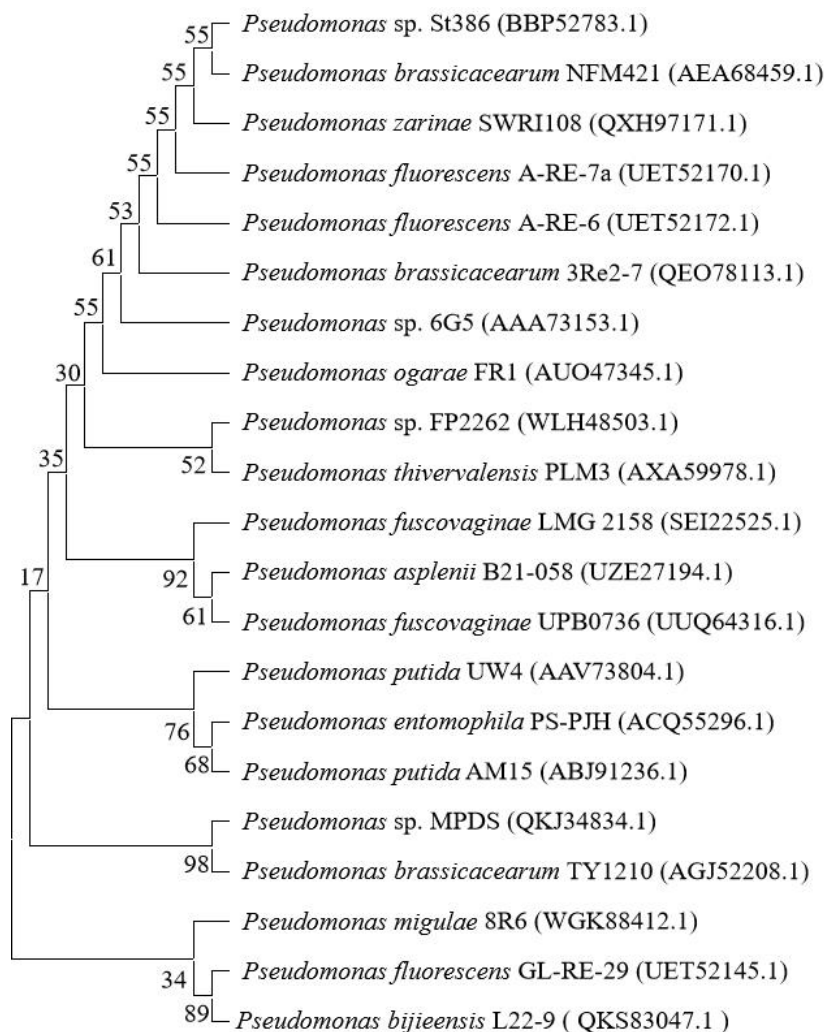 55 Pseudomonas sp. St386 (BBP52783.1)
55 Pseudomonas brassicacearum NFM421 (AEA68459.1)
55 Pseudomonas zarinae SWRI108 (QXH97171.1)
55 Pseudomonas fluorescens A-RE-7a (UET52170.1)
53 Pseudomonas fluorescens A-RE-6 (UET52172.1)
61 Pseudomonas brassicacearum 3Re2-7 (QEO78113.1)
55 Pseudomonas sp. 6G5 (AAA73153.1)
30 Pseudomonas ogarae FR1 (AUO47345.1)
Pseudomonas sp. FP2262 (WLH48503.1)
35 52 Pseudomonas thivervalensis PLM3 (AXA59978.1)
Pseudomonas fuscovaginae LMG 2158 (SEI22525.1)
17 92 Pseudomonas asplenii B21-058 (UZE27194.1)
61 Pseudomonas fuscovaginae UPB0736 (UUQ64316.1)
Pseudomonas putida UW4 (AAV73804.1)
76 Pseudomonas entomophila PS-PJH (ACQ55296.1)
68 Pseudomonas putida AM15 (ABJ91236.1)
Pseudomonas sp. MPDS (QKJ34834.1)
98 Pseudomonas brassicacearum TY1210 (AGJ52208.1)
Pseudomonas migulae 8R6 (WGK88412.1)
34 Pseudomonas fluorescens GL-RE-29 (UET52145.1)
89 Pseudomonas bijieensis L22-9 ( QKS83047.1 )